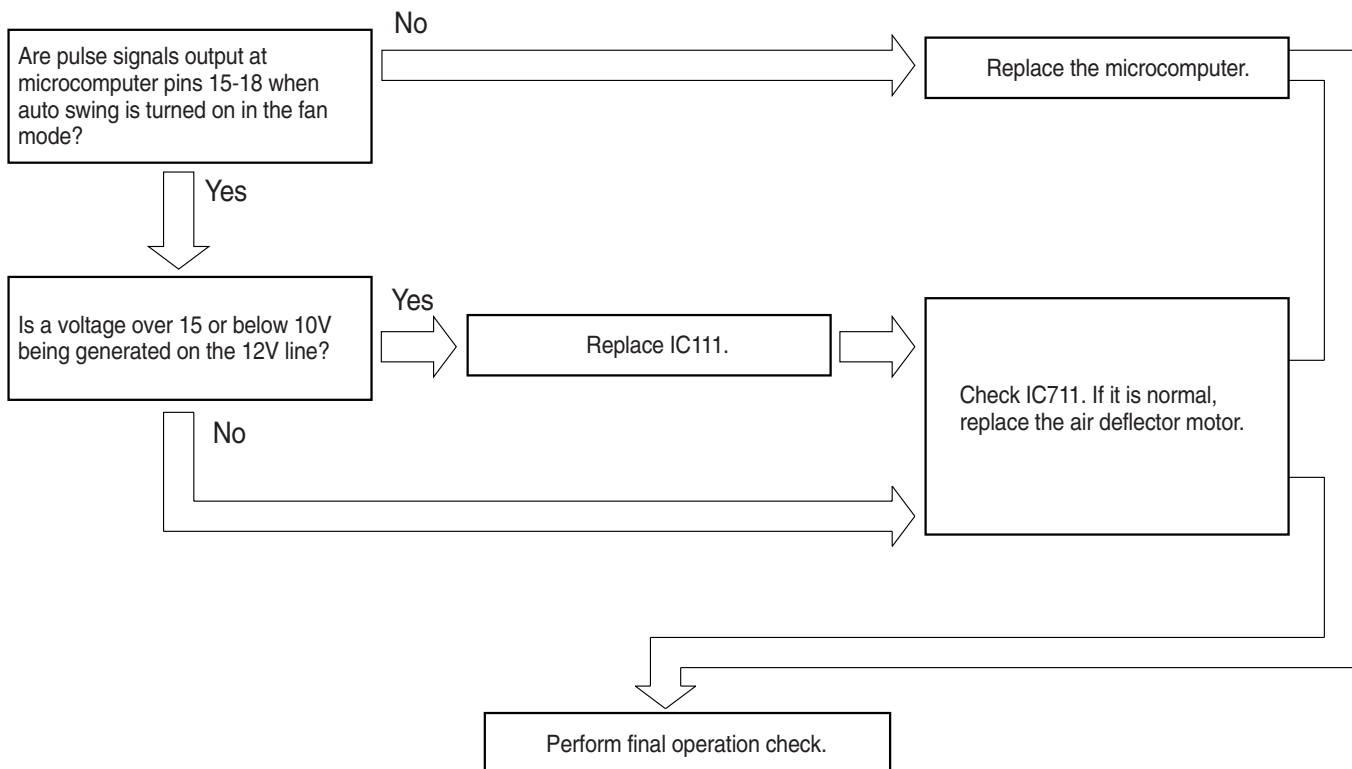 Are pulse signals output at
microcomputer pins 15-18 when
auto swing is turned on in the fan
mode?
No
Replace the microcomputer.
Yes
Is a voltage over 15 or below 10V
being generated on the 12V line?
Yes
Replace IC111.
Check IC711. If it is normal,
replace the air deflector motor.
No
Perform final operation check.